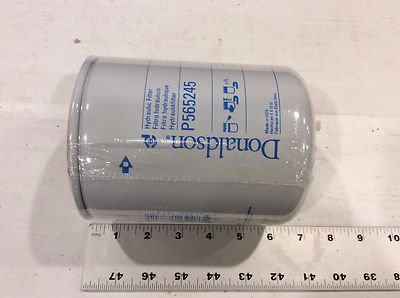 Donaldson
P565245
Hydraulic Filter
Filtro hidráulico
Filtre hydraulique
Hydraulikfilter
Made in USA
1 2 3 4 5 6 7 8 9 10
47 46 45 44 43 42 41 40 39 38